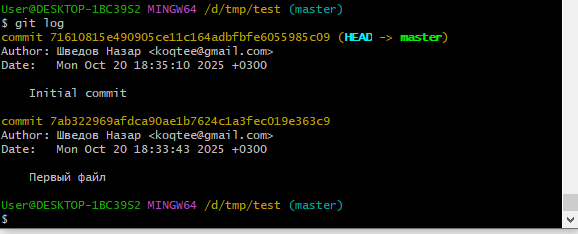 User@DESKTOP-1BC39S2 MINGW64 /d/tmp/test (master)
$ git log
commit 71610815e490905ce11c164adbfbfe6055985c09 (HEAD -> master)
Author: Шведов Назар <koqtee@gmail.com>
Date:   Mon Oct 20 18:35:10 2025 +0300

    Initial commit

commit 7ab322969afdca90ae1b7624c1a3fec019e363c9
Author: Шведов Назар <koqtee@gmail.com>
Date:   Mon Oct 20 18:33:43 2025 +0300

    Первый файл

User@DESKTOP-1BC39S2 MINGW64 /d/tmp/test (master)
$